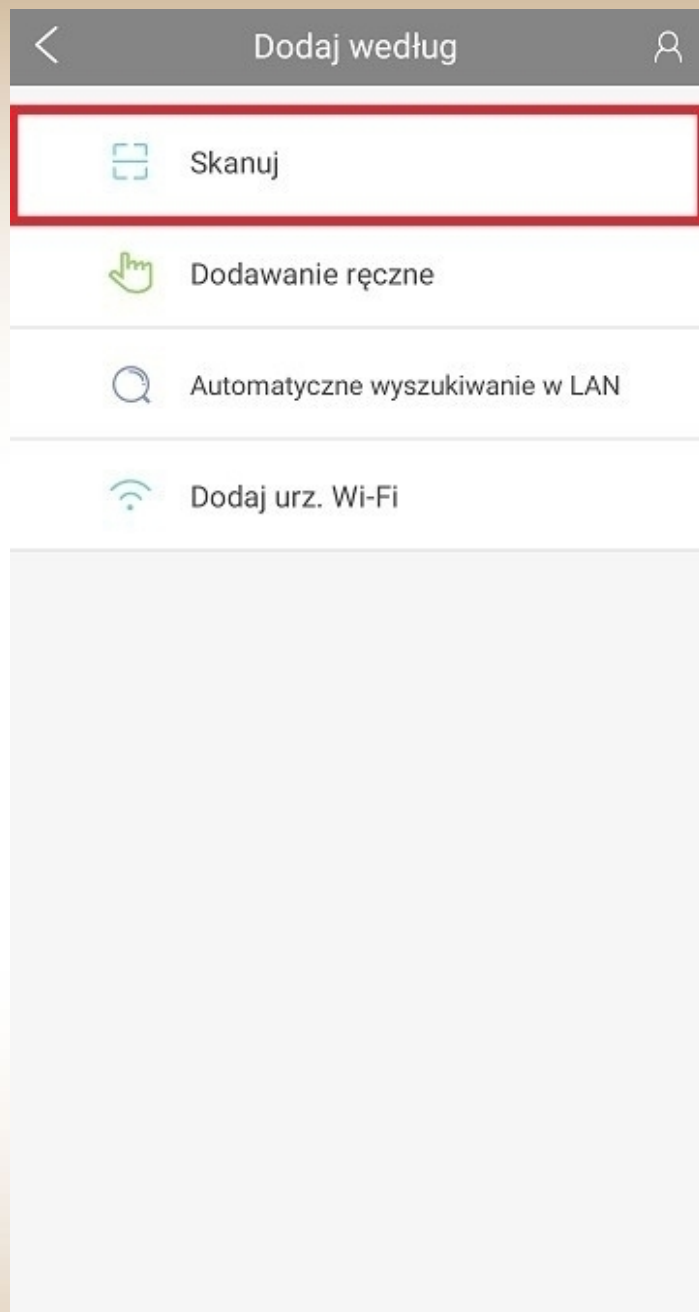 Dodaj według
Skanuj
Dodawanie ręczne
Automatyczne wyszukiwanie w LAN
Dodaj urz. Wi-Fi